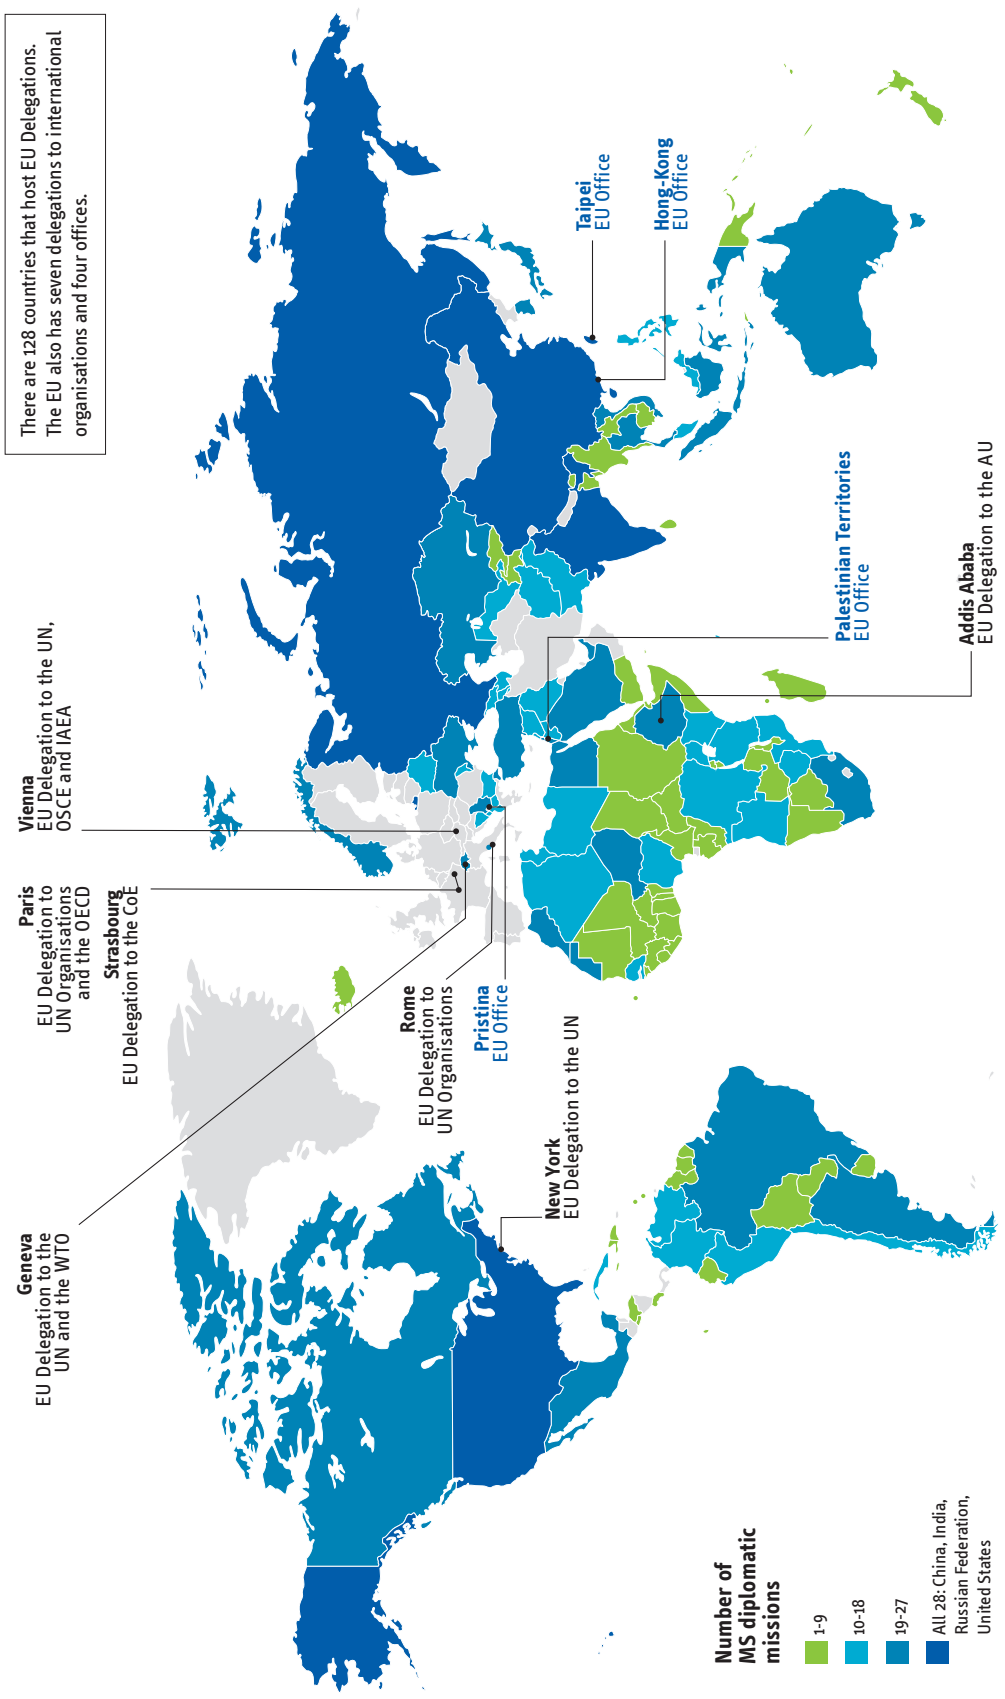 There are 128 countries that host EU Delegations.
The EU also has seven delegations to international
organisations and four offices.
Vienna
EU Delegation to the UN,
OSCE and IAEA
Paris
EU Delegation to
UN Organisations
and the OECD
Strasbourg
EU Delegation to the CoE
Geneva
EU Delegation to the
UN and the WTO
Rome
EU Delegation to
UN Organisations
Pristina
EU Office
New York
EU Delegation to the UN
Taipei
EU Office
Hong-Kong
EU Office
Palestinian Territories
EU Office
Addis Ababa
EU Delegation to the AU
Number of
MS diplomatic
missions
1-9
10-18
19-27
All 28: China, India,
Russian Federation,
United States